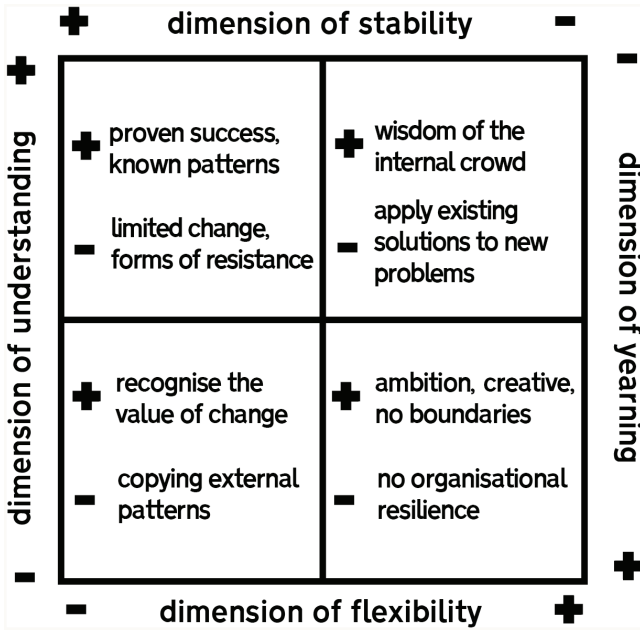 + dimension of stability -
+ -
dimension of understanding
dimension of yearning
+ proven success,
known patterns
- limited change,
forms of resistance
+ wisdom of the
internal crowd
- apply existing
solutions to new
problems
+ recognise the
value of change
- copying external
patterns
+ ambition, creative,
no boundaries
- no organisational
resilience
- +
- dimension of flexibility +